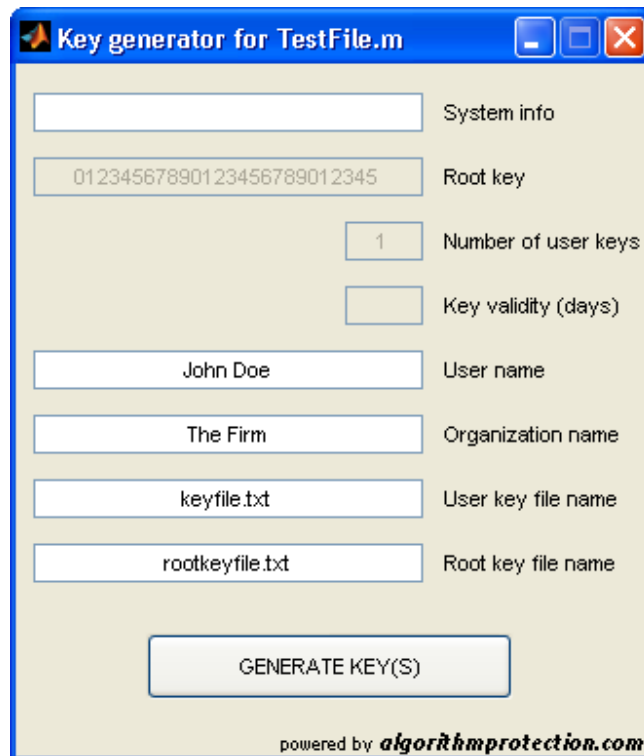 Key generator for TestFile.m
System info
01234567890123456789012345 Root key
1 Number of user keys
Key validity (days)
John Doe User name
The Firm Organization name
keyfile.txt User key file name
rootkeyfile.txt Root key file name
GENERATE KEY(S)
powered by algorithmprotection.com